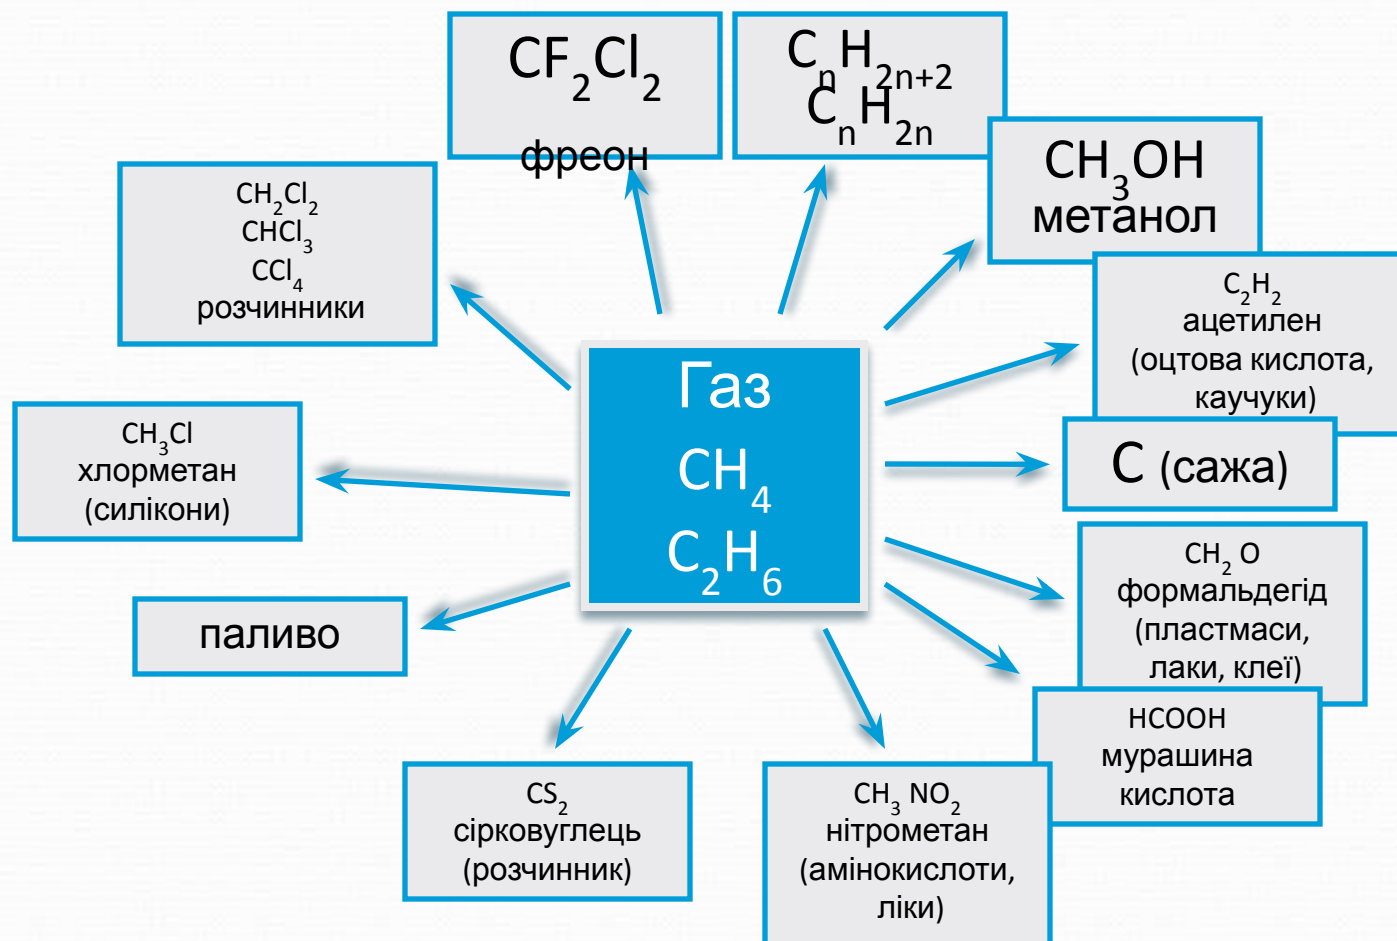 CF₂Cl₂
фреон
CₙH₂ₙ₊₂
CₙH₂ₙ
CH₃OH
метанол
CH₂Cl₂
CHCl₃
CCl₄
розчинники
C₂H₂
ацетилен
(оцтова кислота,
каучуки)
Газ
CH₄
C₂H₆
CH₃Cl
хлорметан
(силікони)
C (сажа)
CH₂ O
формальдегід
(пластмаси,
лаки, клеї)
паливо
HCOOH
мурашина
кислота
CS₂
сірковуглець
(розчинник)
CH₃ NO₂
нітрометан
(амінокислоти,
ліки)